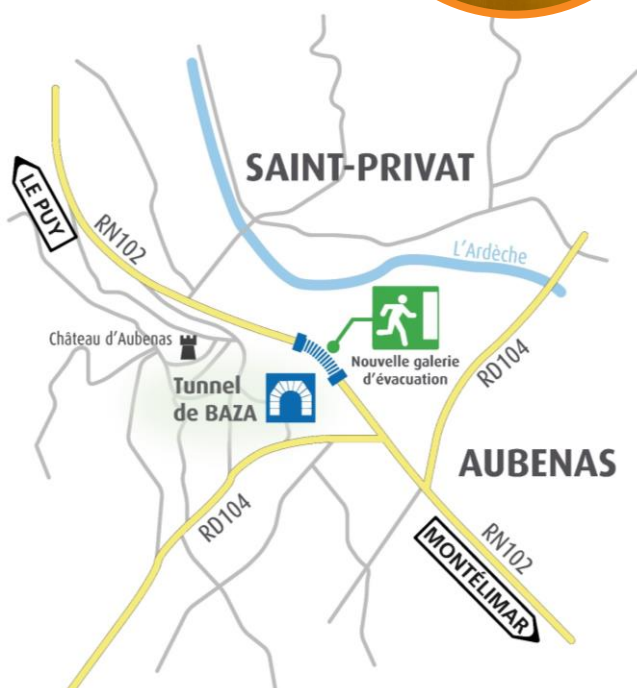 SAINT-PRIVAT
LE PUY
RN102
L'Ardèche
Château d'Aubenas
Nouvelle galerie
d'évacuation
Tunnel
de BAZA
RD104
AUBENAS
RD104
RN102
MONTÉLIMAR